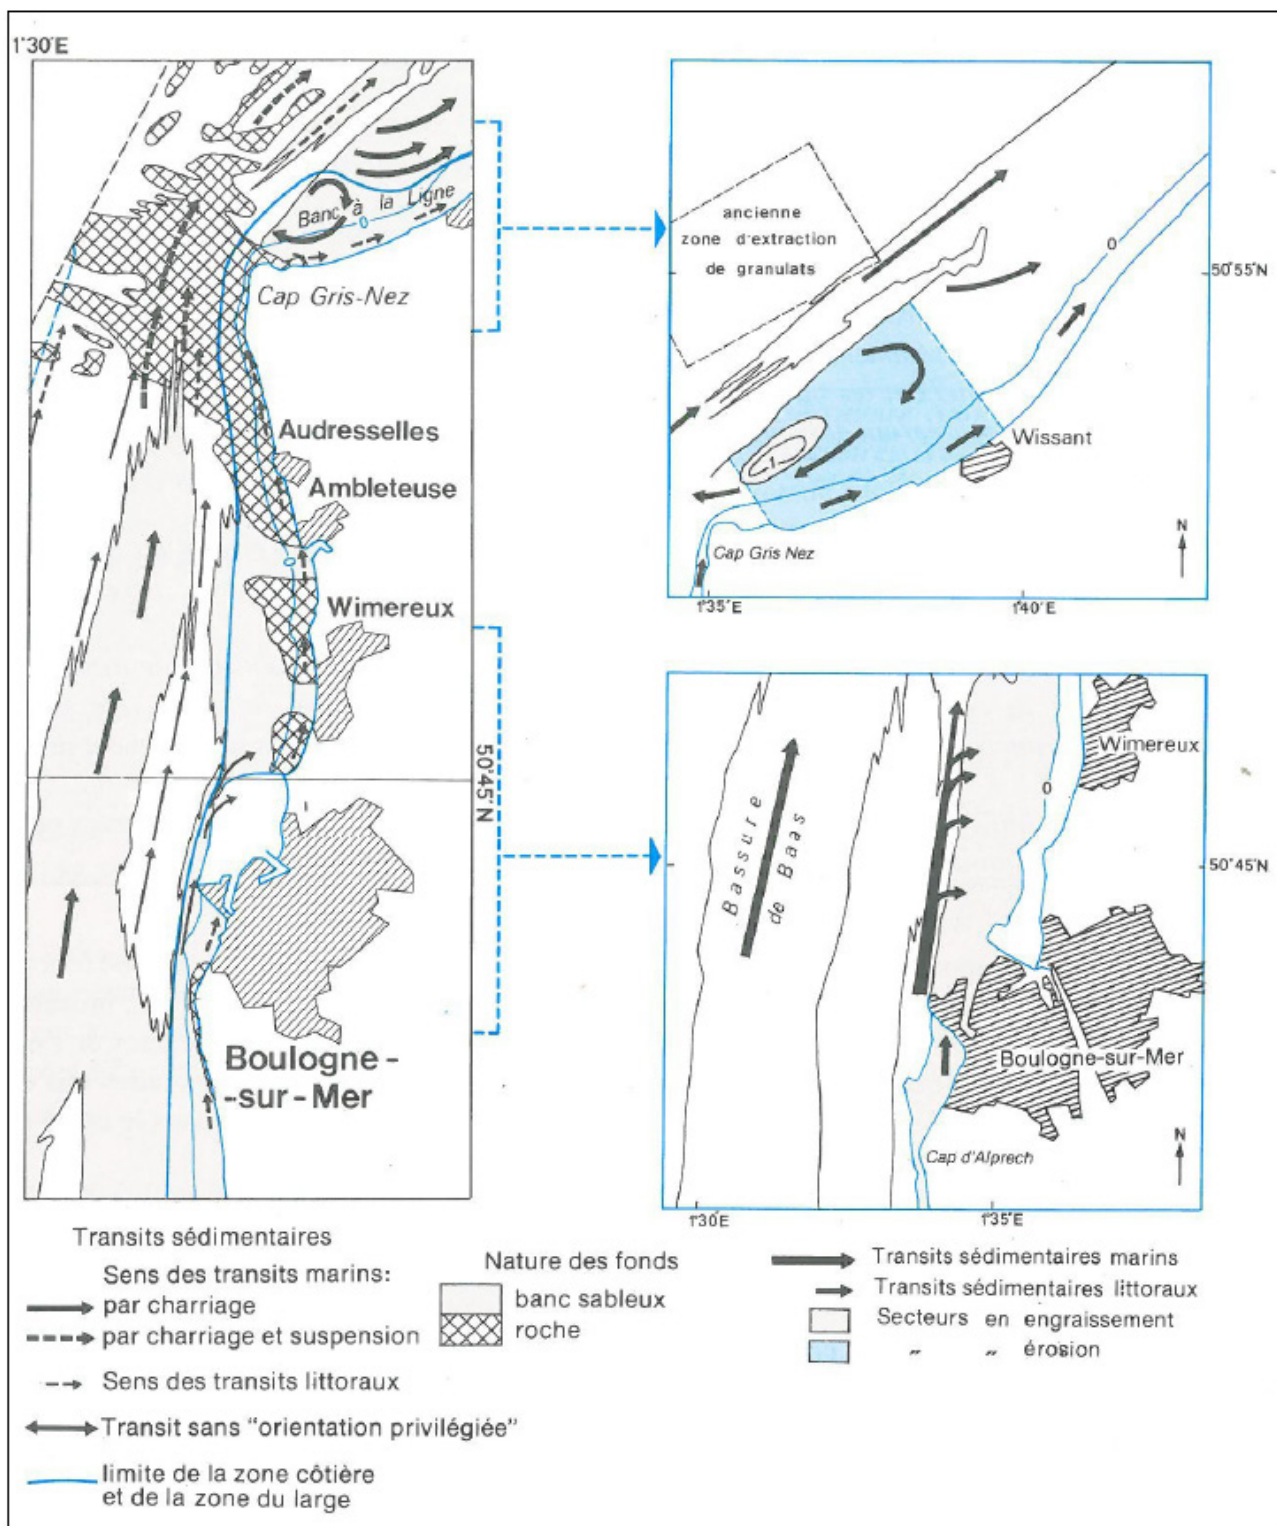 1°30'E
Banc à la Ligne
0
Cap Gris-Nez
Audresselles
Ambleteuse
0
Wimereux
50°45'N
Boulogne-
-sur-Mer
ancienne
zone d'extraction
de granulats
0
50°55'N
-1
Wissant
Cap Gris Nez
N
1°35'E
1°40'E
Bassure
de Baas
Wimereux
0
50°45'N
Boulogne-sur-Mer
Cap d'Alprech
N
1°30'E
1°35'E
Transits sédimentaires
Sens des transits marins:
par charriage
par charriage et suspension
Sens des transits littoraux
Transit sans "orientation privilégiée"
limite de la zone côtière
et de la zone du large
Nature des fonds
banc sableux
roche
Transits sédimentaires marins
Transits sédimentaires littoraux
Secteurs en engraissement
„ „ érosion